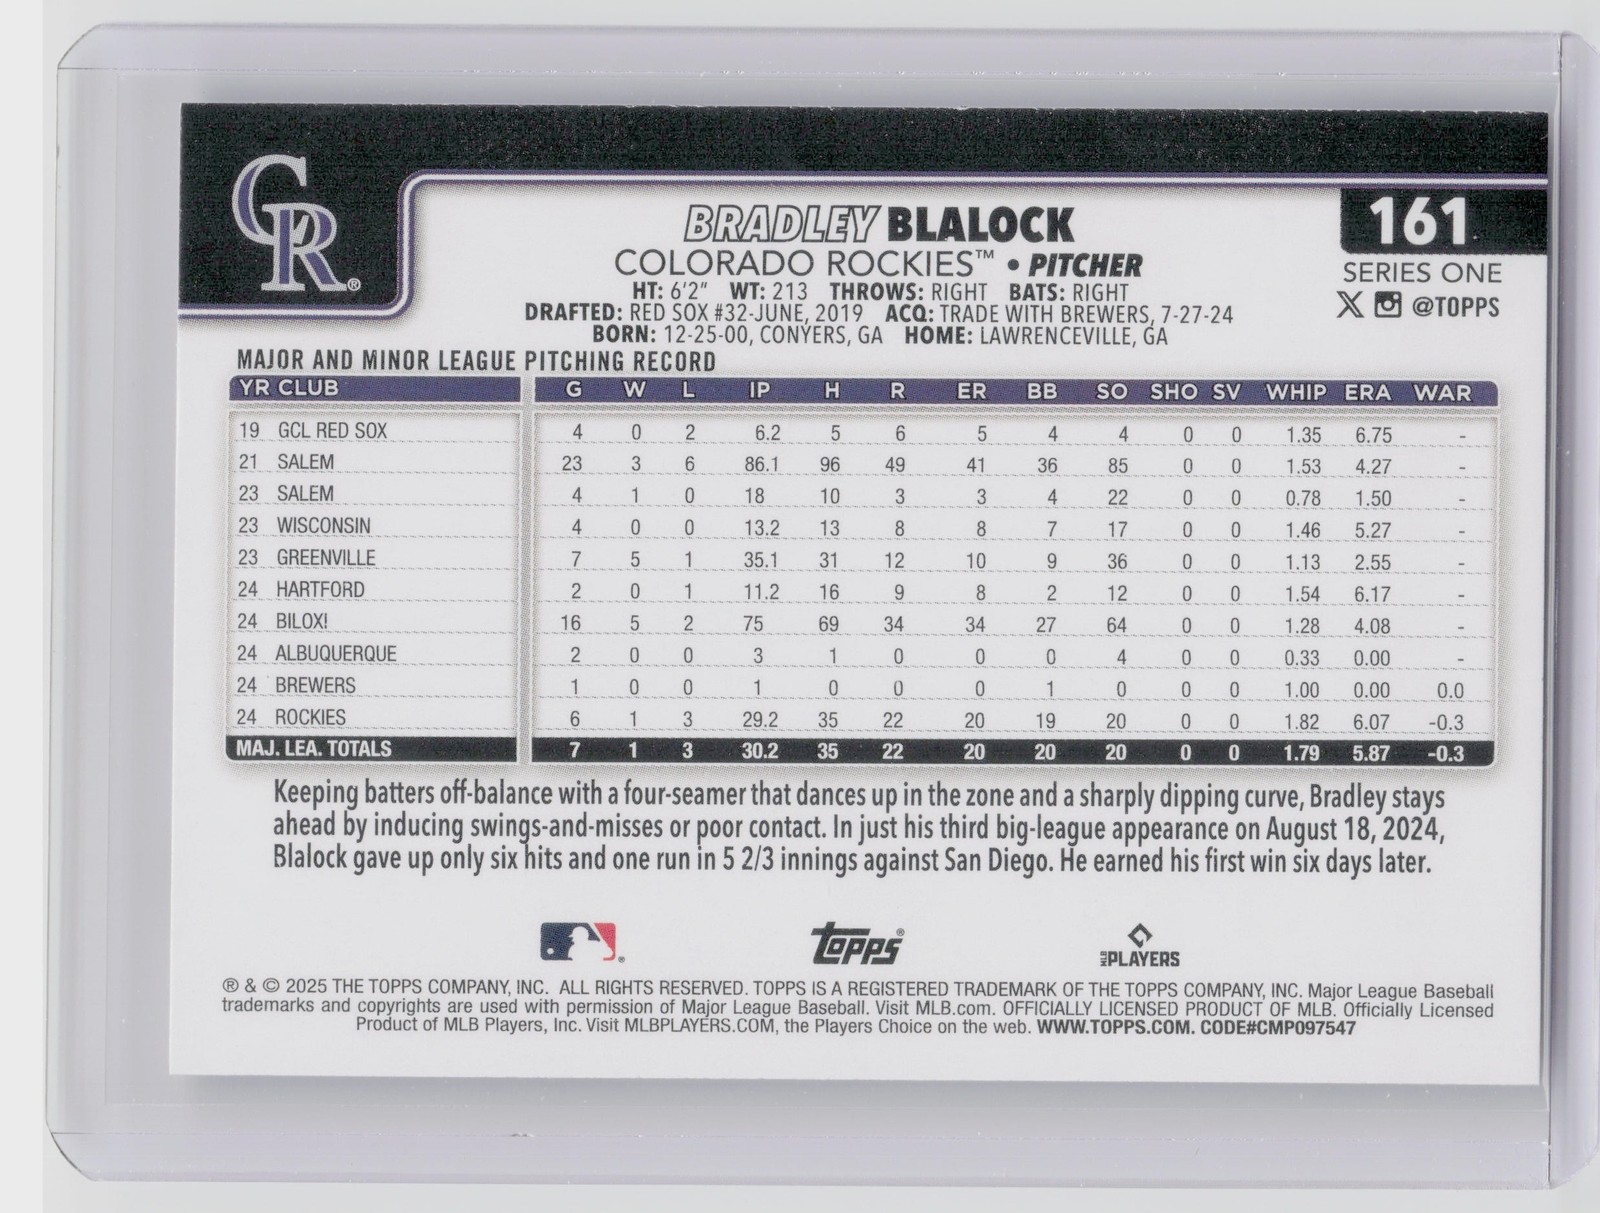 CR®
BRADLEY BLALOCK
161
COLORADO ROCKIES™ • PITCHER
SERIES ONE
HT: 6'2" WT: 213 THROWS: RIGHT BATS: RIGHT
@TOPPS
DRAFTED: RED SOX #32-JUNE, 2019 ACQ: TRADE WITH BREWERS, 7-27-24
BORN: 12-25-00, CONYERS, GA HOME: LAWRENCEVILLE, GA
MAJOR AND MINOR LEAGUE PITCHING RECORD
YR CLUB G W L IP H R ER BB SO SHO SV WHIP ERA WAR
19 GCL RED SOX 4 0 2 6.2 5 6 5 4 4 0 0 1.35 6.75 -
21 SALEM 23 3 6 86.1 96 49 41 36 85 0 0 1.53 4.27 -
23 SALEM 4 1 0 18 10 3 3 4 22 0 0 0.78 1.50 -
23 WISCONSIN 4 0 0 13.2 13 8 8 7 17 0 0 1.46 5.27 -
23 GREENVILLE 7 5 1 35.1 31 12 10 9 36 0 0 1.13 2.55 -
24 HARTFORD 2 0 1 11.2 16 9 8 2 12 0 0 1.54 6.17 -
24 BILOX! 16 5 2 75 69 34 34 27 64 0 0 1.28 4.08 -
24 ALBUQUERQUE 2 0 0 3 1 0 0 0 4 0 0 0.33 0.00 -
24 BREWERS 1 0 0 1 0 0 0 1 0 0 0 1.00 0.00 0.0
24 ROCKIES 6 1 3 29.2 35 22 20 19 20 0 0 1.82 6.07 -0.3
MAJ. LEA. TOTALS 7 1 3 30.2 35 22 20 20 20 0 0 1.79 5.87 -0.3
Keeping batters off-balance with a four-seamer that dances up in the zone and a sharply dipping curve, Bradley stays
ahead by inducing swings-and-misses or poor contact. In just his third big-league appearance on August 18, 2024,
Blalock gave up only six hits and one run in 5 2/3 innings against San Diego. He earned his first win six days later.
Topps®
MLB PLAYERS
® & © 2025 THE TOPPS COMPANY, INC. ALL RIGHTS RESERVED. TOPPS IS A REGISTERED TRADEMARK OF THE TOPPS COMPANY, INC. Major League Baseball
trademarks and copyrights are used with permission of Major League Baseball. Visit MLB.com. OFFICIALLY LICENSED PRODUCT OF MLB. Officially Licensed
Product of MLB Players, Inc. Visit MLBPLAYERS.COM, the Players Choice on the web. WWW.TOPPS.COM. CODE#CMP097547